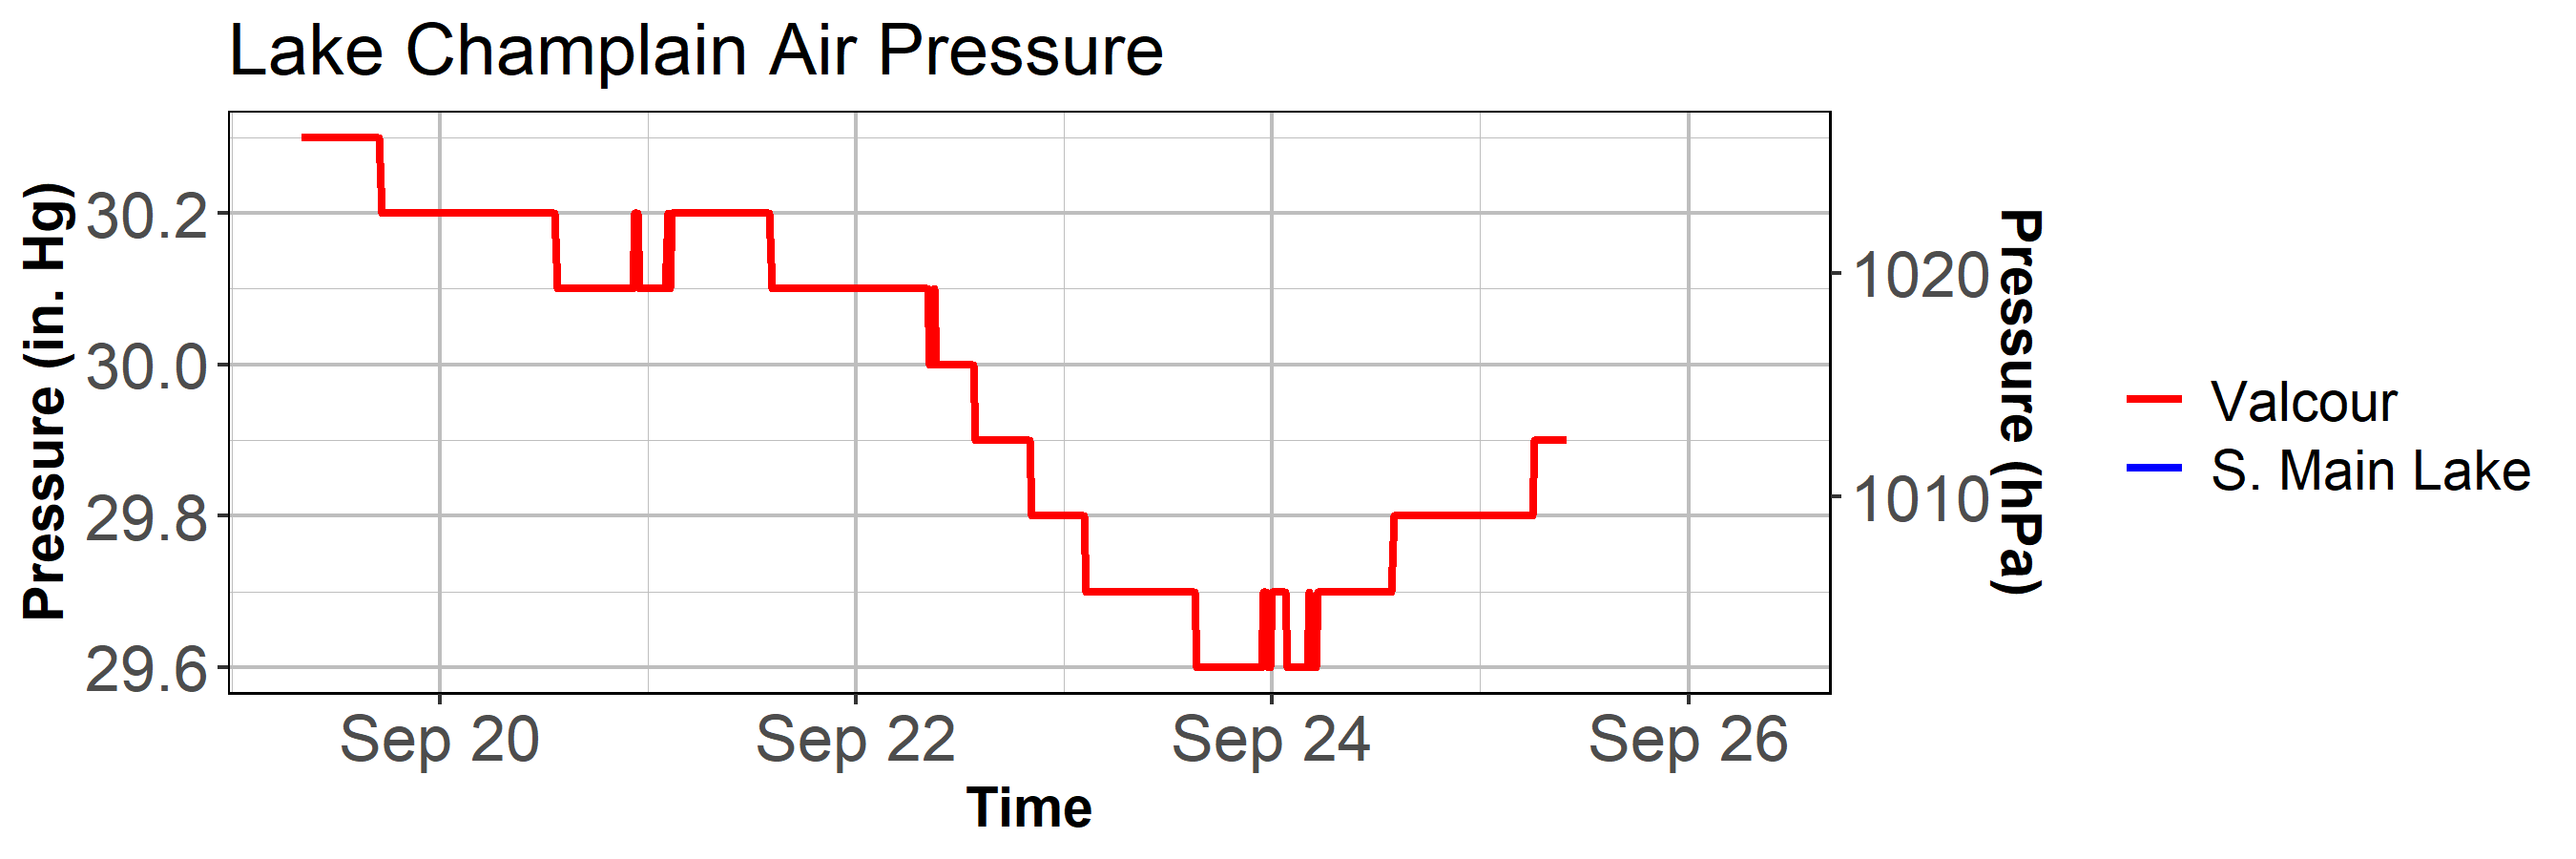 Lake Champlain Air Pressure
Pressure (in. Hg)
30.2
30.0
29.8
29.6
1020
1010
Pressure (hPa)
Valcour
S. Main Lake
Sep 20
Sep 22
Sep 24
Sep 26
Time